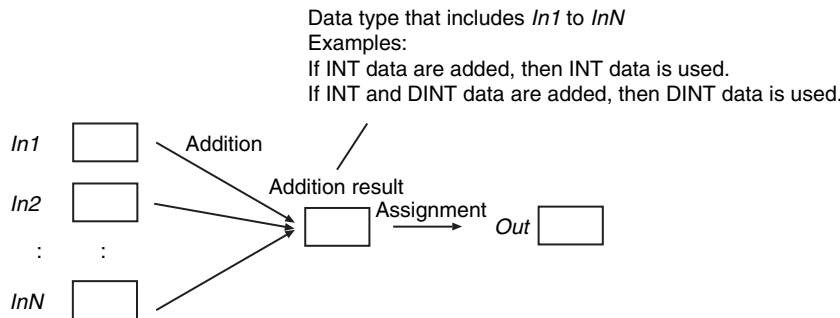 Data type that includes In1 to InN
Examples:
If INT data are added, then INT data is used.
If INT and DINT data are added, then DINT data is used.
In1
Addition
In2
Addition result
Assignment
Out
: :
InN